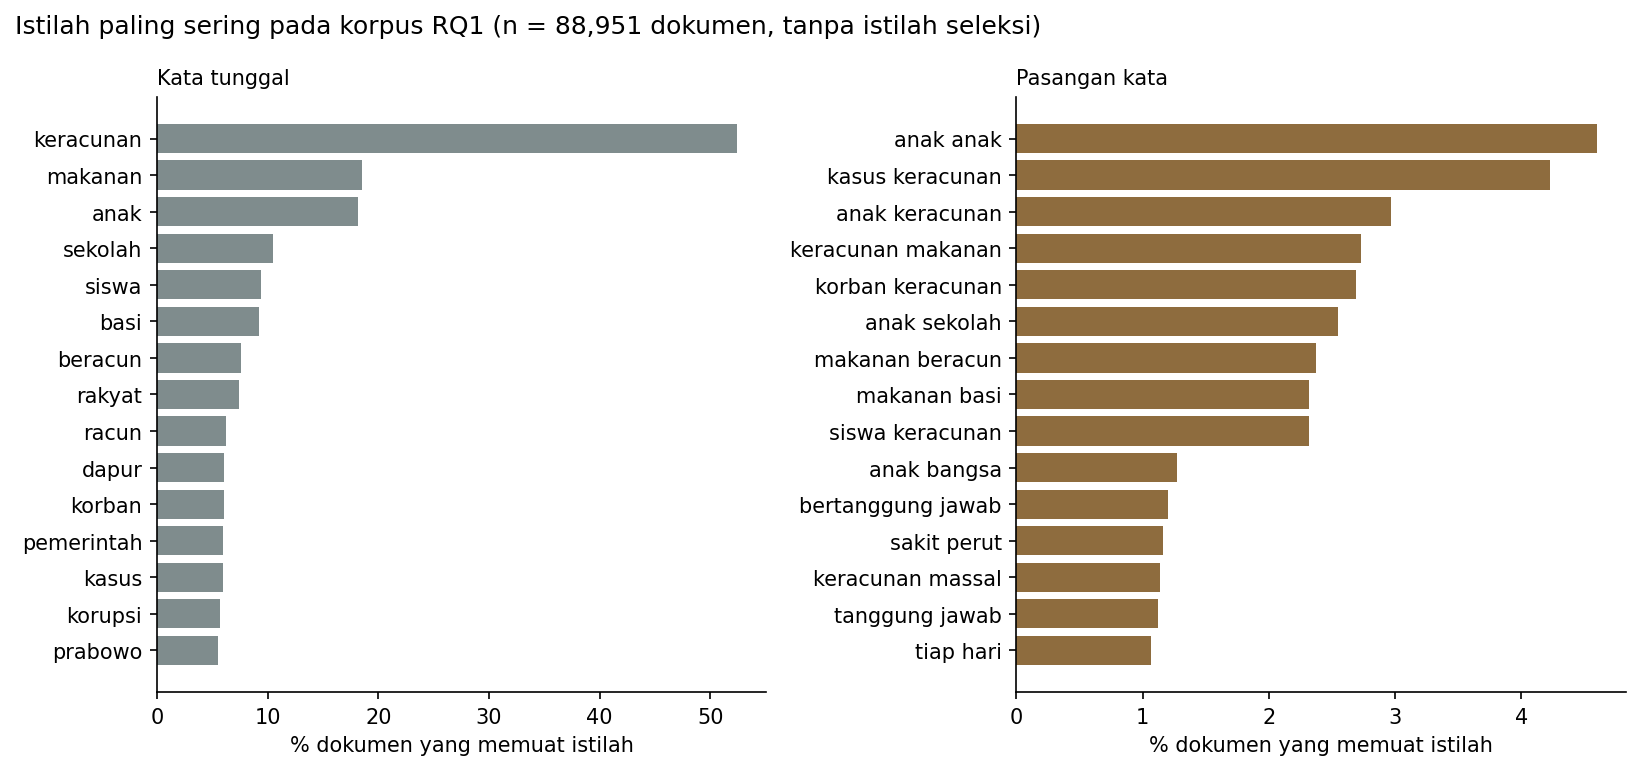 Istilah paling sering pada korpus RQ1 (n = 88,951 dokumen, tanpa istilah seleksi)
Kata tunggal
keracunan
makanan
anak
sekolah
siswa
basi
beracun
rakyat
racun
dapur
korban
pemerintah
kasus
korupsi
prabowo
0 10 20 30 40 50
% dokumen yang memuat istilah
Pasangan kata
anak anak
kasus keracunan
anak keracunan
keracunan makanan
korban keracunan
anak sekolah
makanan beracun
makanan basi
siswa keracunan
anak bangsa
bertanggung jawab
sakit perut
keracunan massal
tanggung jawab
tiap hari
0 1 2 3 4
% dokumen yang memuat istilah